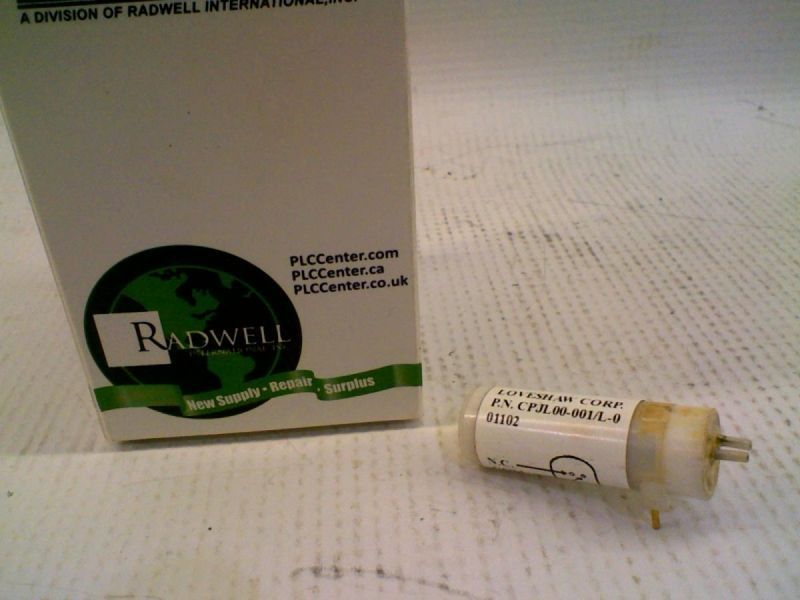 A DIVISION OF RADWELL INTERNATIONAL, INC.
PLCCenter.com
PLCCenter.ca
PLCCenter.co.uk
RADWELL
INTERNATIONAL
New Supply • Repair • Surplus
LOVESHAW CORP.
P.N. CPJL00-001/L-0
01102
N.C.